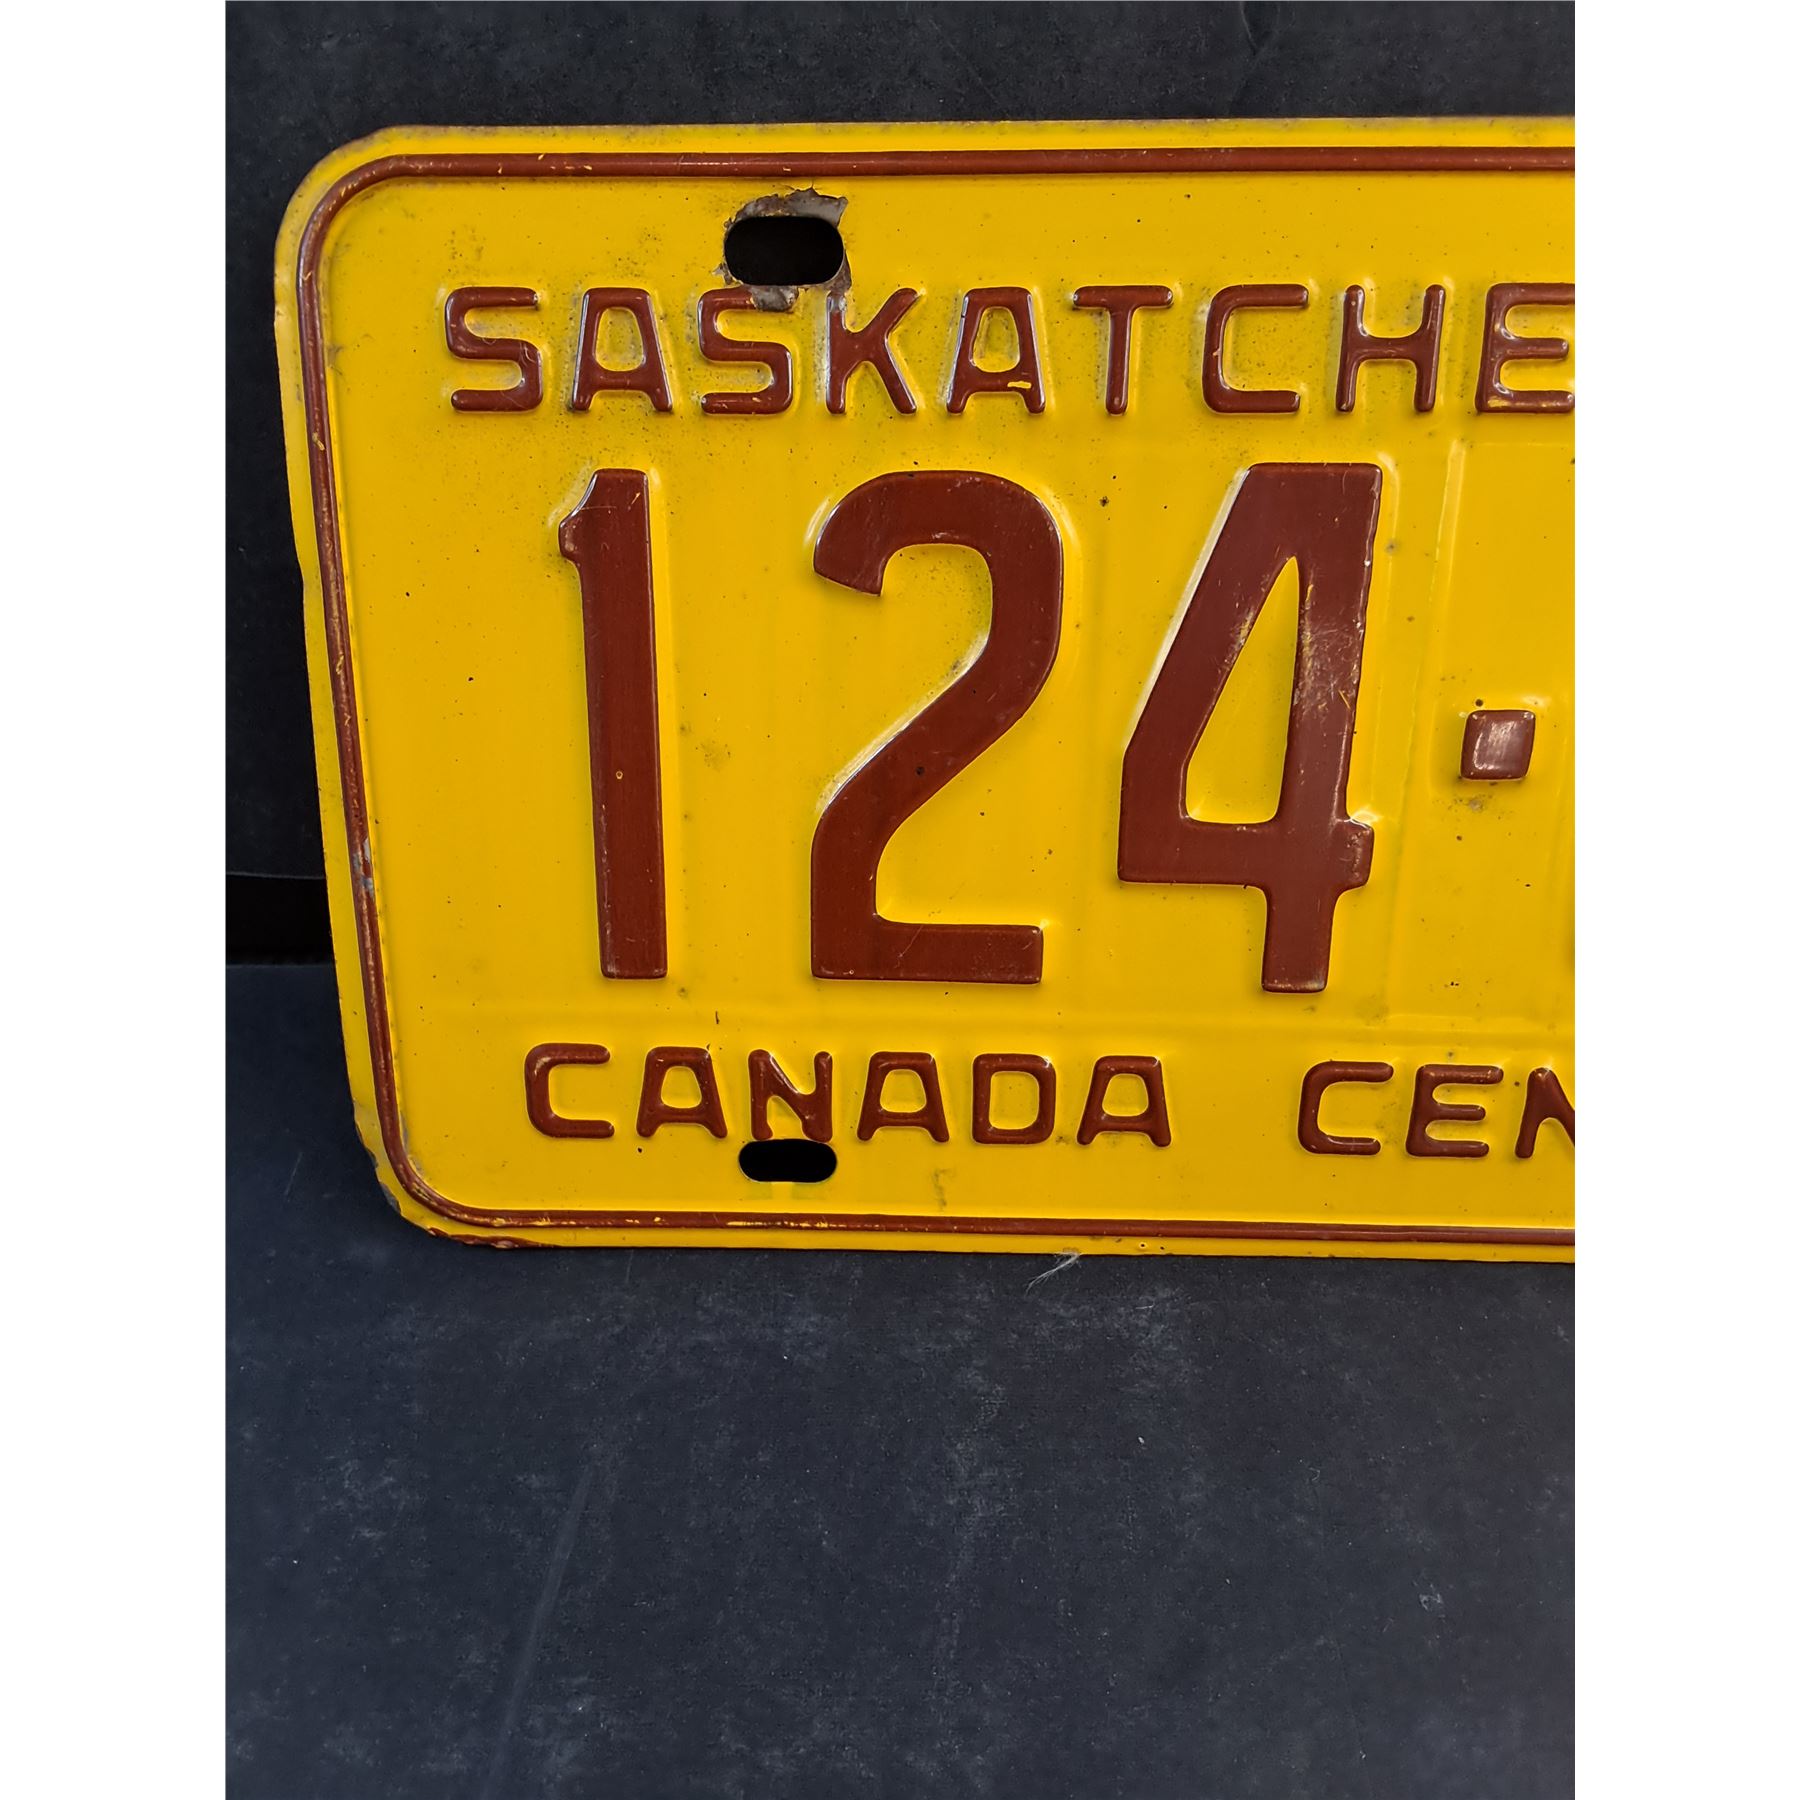 SASKATCHE
124·
CANADA CEN